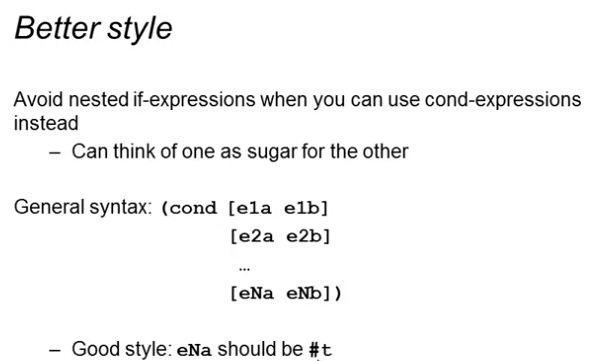 Better style
Avoid nested if-expressions when you can use cond-expressions
instead
– Can think of one as sugar for the other
General syntax: (cond [e1a e1b]
[e2a e2b]
…
[eNa eNb])
– Good style: eNa should be #t